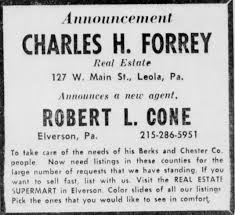 Announcement
CHARLES H. FORREY
Real Estate
127 W. Main St., Leola, Pa.
Announces a new agent,
ROBERT L. CONE
Elverson, Pa. 215-286-5951
To take care of the needs of his Berks and Chester Co.
people. Now need listings in these counties for the
large number of requests that we have standing. If you
want to sell fast, list with us. Visit the REAL ESTATE
SUPERMART in Elverson. Color slides of all our listings
Pick the ones that you would like to see in comfort.